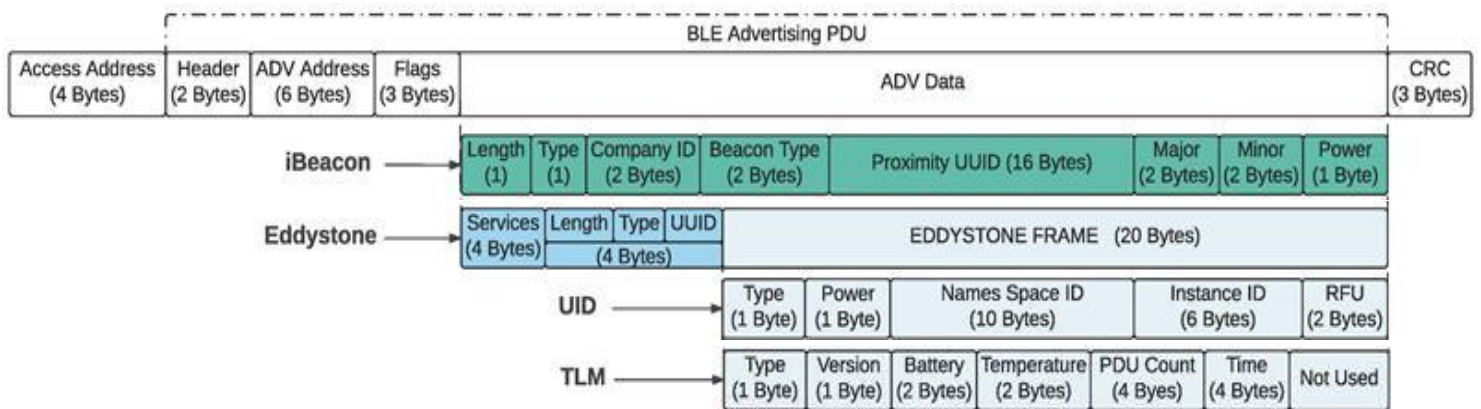 BLE Advertising PDU
Access Address Header ADV Address Flags ADV Data CRC
(4 Bytes) (2 Bytes) (6 Bytes) (3 Bytes) (3 Bytes)
iBeacon Length Type Company ID Beacon Type Proximity UUID (16 Bytes) Major Minor Power
(1) (1) (2 Bytes) (2 Bytes) (2 Bytes) (2 Bytes) (1 Byte)
Eddystone Services Length Type UUID EDDYSTONE FRAME (20 Bytes)
(4 Bytes) (4 Bytes)
UID Type Power Names Space ID Instance ID RFU
(1 Byte) (1 Byte) (10 Bytes) (6 Bytes) (2 Bytes)
TLM Type Version Battery Temperature PDU Count Time Not Used
(1 Byte) (1 Byte) (2 Bytes) (2 Bytes) (4 Byes) (4 Bytes)